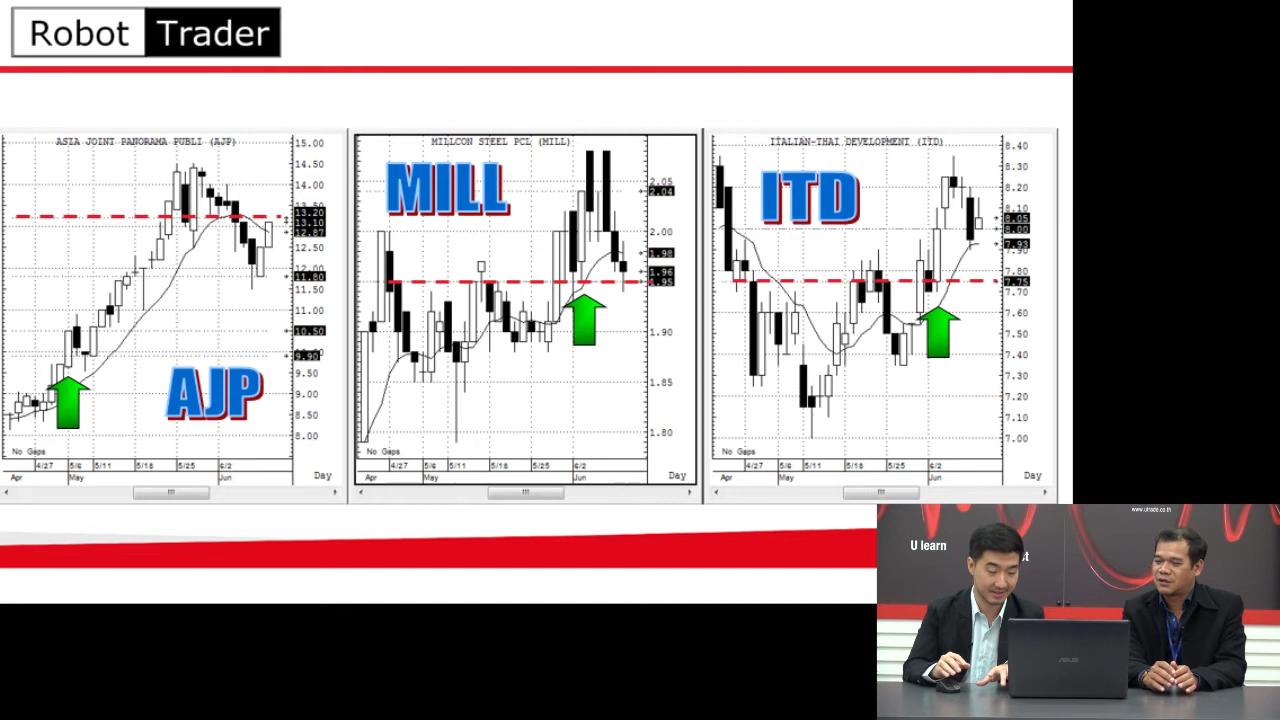 Robot Trader
ASIA JOINT PANORAMA PUBLI (AJP)
AJP
15.00
14.50
14.00
13.20
13.10
12.87
12.50
12.00
11.80
11.50
11.00
10.50
9.90
9.50
9.00
8.50
8.00
No Gaps
4/27 5/6 5/11 5/18 5/25 6/2
Apr May Jun Day
MILLCON STEEL PCL (MILL)
MILL
2.05
2.04
2.00
1.98
1.96
1.95
1.90
1.85
1.80
No Gaps
4/27 5/6 5/11 5/18 5/25 6/2
Apr May Jun Day
ITALIAN-THAI DEVELOPMENT (ITD)
ITD
8.40
8.30
8.20
8.10
8.05
8.00
7.93
7.80
7.75
7.70
7.60
7.50
7.40
7.30
7.20
7.10
7.00
No Gaps
4/27 5/6 5/11 5/18 5/25 6/2
Apr May Jun Day
www.utrade.co.th
U learn
ASUS